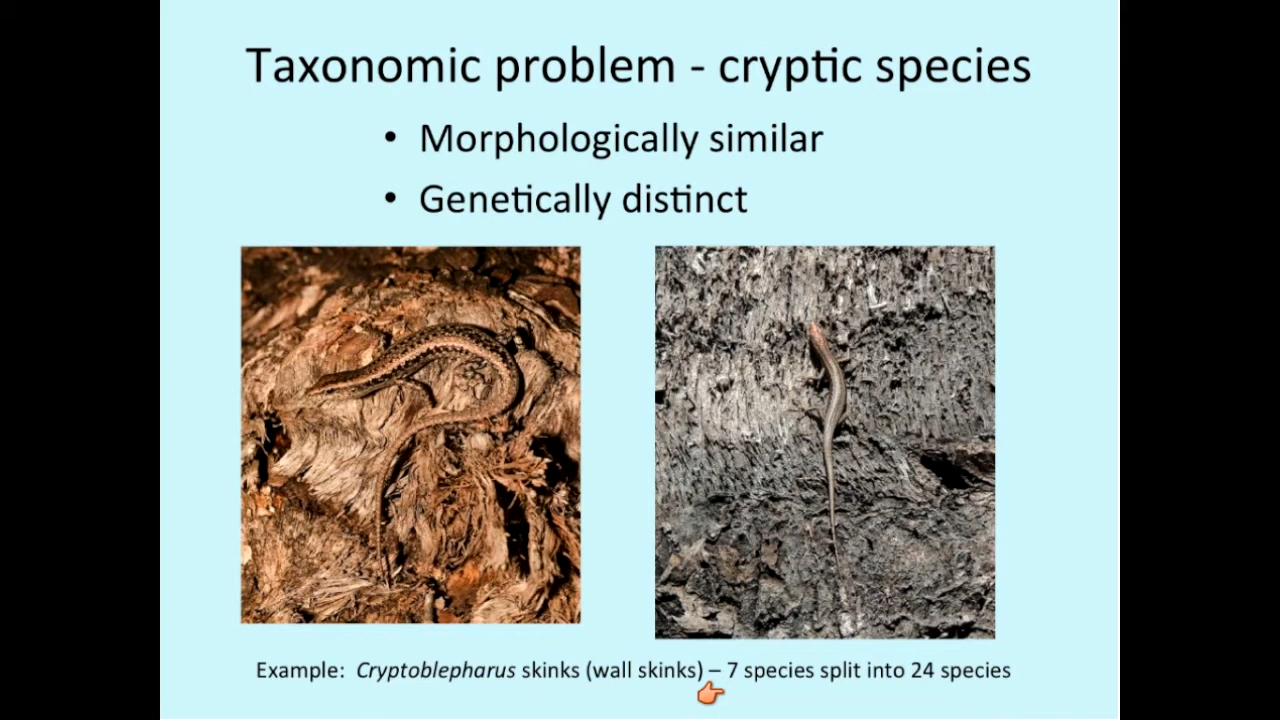 Taxonomic problem - cryptic species
• Morphologically similar
• Genetically distinct
Example: Cryptoblepharus skinks (wall skinks) – 7 species split into 24 species